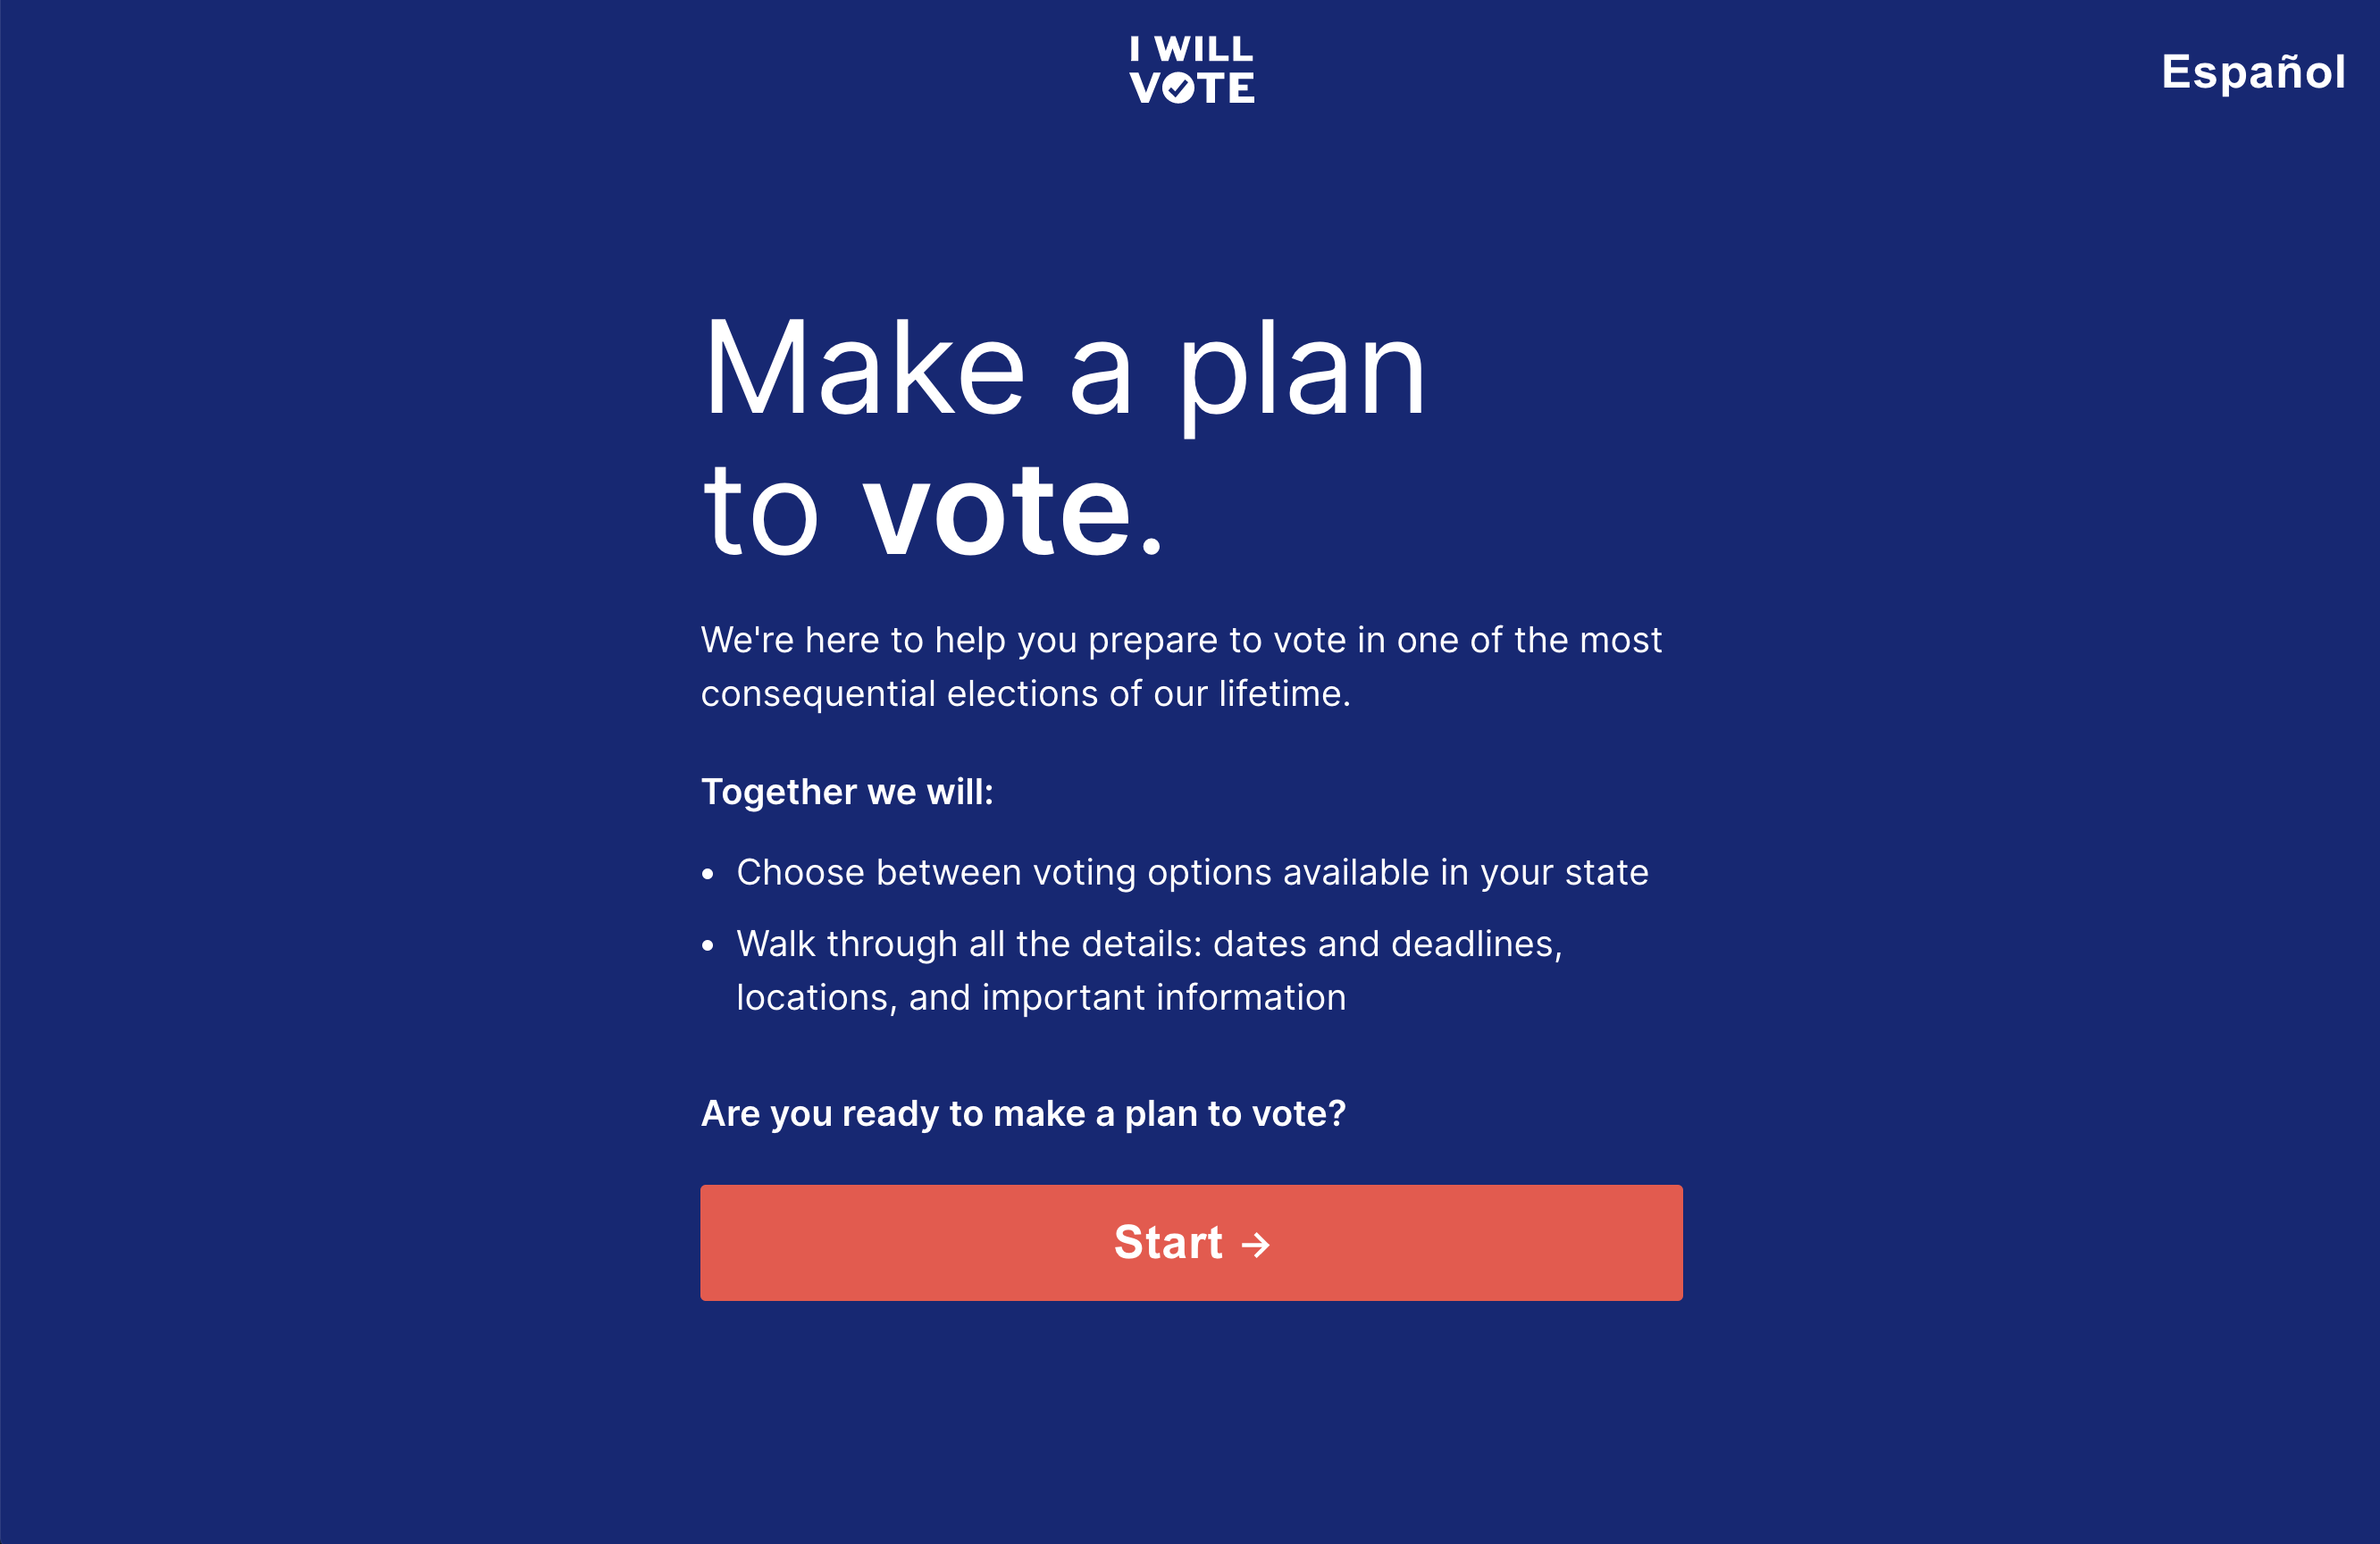 I WILL
VOTE
Español
Make a plan
to vote.
We're here to help you prepare to vote in one of the most
consequential elections of our lifetime.
Together we will:
• Choose between voting options available in your state
• Walk through all the details: dates and deadlines,
locations, and important information
Are you ready to make a plan to vote?
Start →